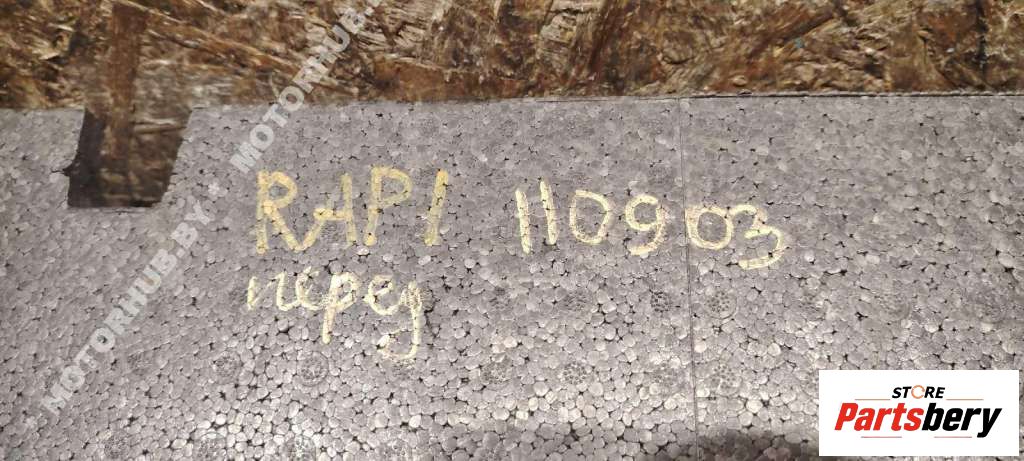 RAP1 110903
перед
MOTORHUB.BY + MOTORHUB.BY
STORE
Partsbery